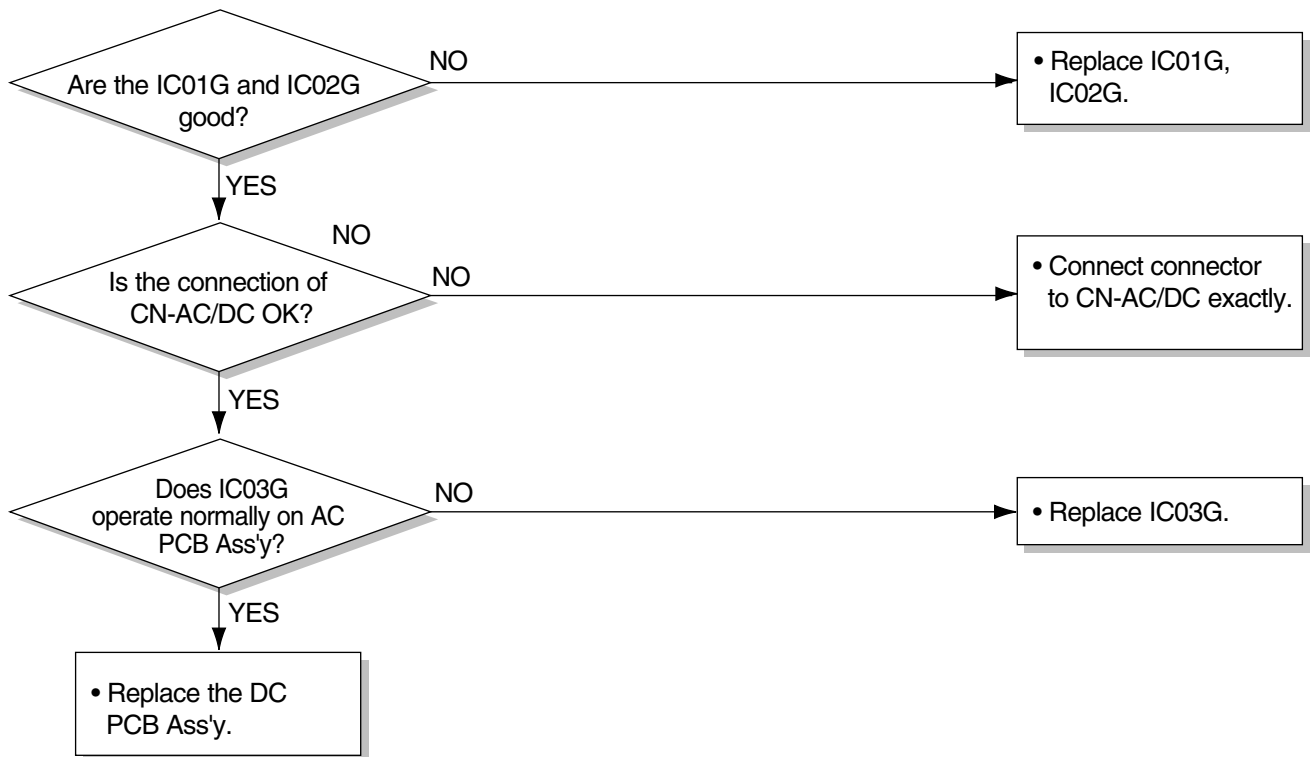 Are the IC01G and IC02G
good?
NO
• Replace IC01G,
IC02G.
YES
NO
Is the connection of
CN-AC/DC OK?
NO
• Connect connector
to CN-AC/DC exactly.
YES
Does IC03G
operate normally on AC
PCB Ass'y?
NO
• Replace IC03G.
YES
• Replace the DC
PCB Ass'y.